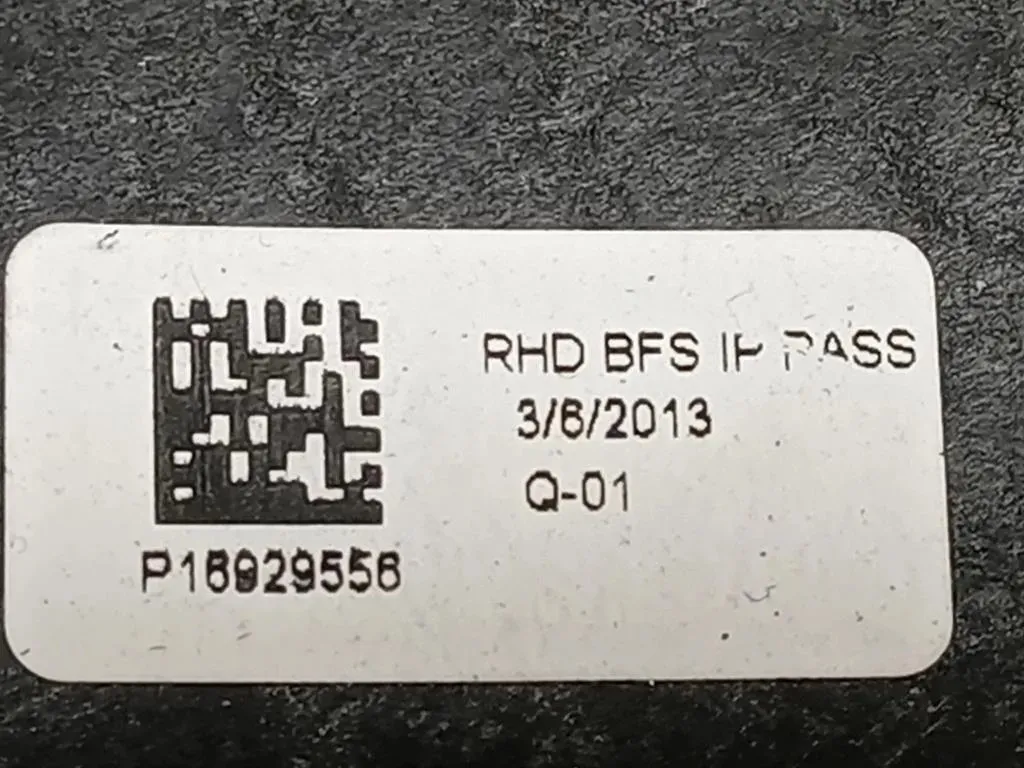 RHD BFS IP PASS
3/6/2013
Q-01
P16929556